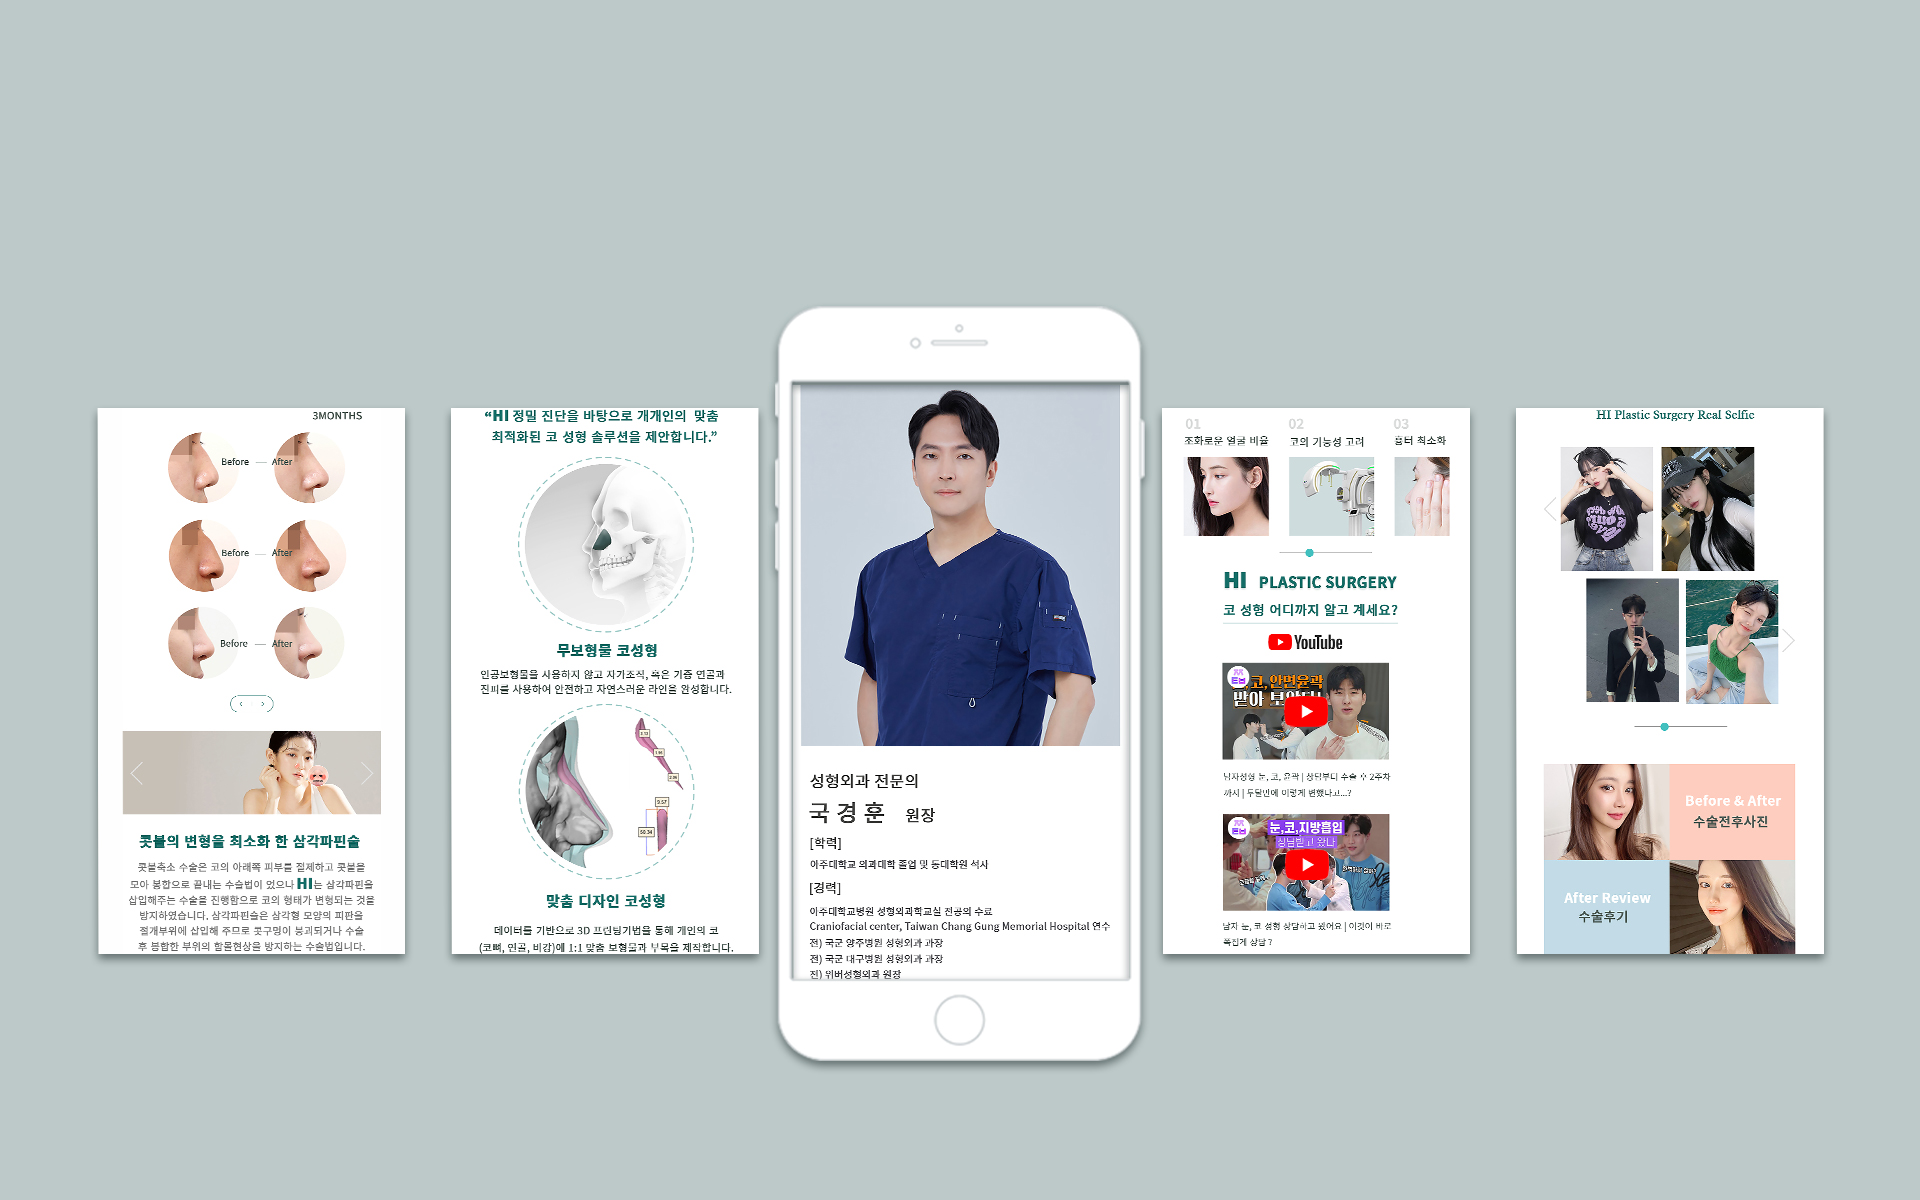 3MONTHS
Before — After
Before — After
Before — After
콧볼의 변형을 최소화 한 삼각파핀술
콧볼축소 수술은 코의 아래쪽 피부를 절제하고 콧볼을
모아 봉합으로 끝내는 수술법이 있으나 HI는 삼각파핀을
삽입해주는 수술을 진행함으로 코의 형태가 변형되는 것을
방지하였습니다. 삼각파핀술은 삼각형 모양의 피판을
절개부위에 삽입해 주므로 콧구멍이 붕괴되거나 수술
후 봉합한 부위의 함몰현상을 방지하는 수술법입니다.
“HI 정밀 진단을 바탕으로 개개인의 맞춤
최적화된 코 성형 솔루션을 제안합니다.”
무보형물 코성형
인공보형물을 사용하지 않고 자가조직, 혹은 기증 연골과
진피를 사용하여 안전하고 자연스러운 라인을 완성합니다.
맞춤 디자인 코성형
데이터를 기반으로 3D 프린팅기법을 통해 개인의 코
(코뼈, 연골, 비강)에 1:1 맞춤 보형물과 부목을 제작합니다.
성형외과 전문의
국경훈 원장
[학력]
아주대학교 의과대학 졸업 및 동대학원 석사
[경력]
아주대학교병원 성형외과학교실 전공의 수료
Craniofacial center, Taiwan Chang Gung Memorial Hospital 연수
전) 국군 양주병원 성형외과 과장
전) 국군 대구병원 성형외과 과장
전) 위버성형외과 원장
01 02 03
조화로운 얼굴 비율 코의 기능성 고려 흉터 최소화
HI PLASTIC SURGERY
코 성형 어디까지 알고 계세요?
YouTube
코,안면윤곽
받아
남자성형 눈, 코, 윤곽 | 상담부터 수술 후 2주차
까지 | 두달만에 이렇게 변했다고...?
눈,코,지방흡입
상담받고 왔나
남자 눈, 코 성형 상담하고 왔어요 | 이것이 바로
쪽집게 상담 ?
HI Plastic Surgery Real Selfie
Before & After
수술전후사진
After Review
수술후기